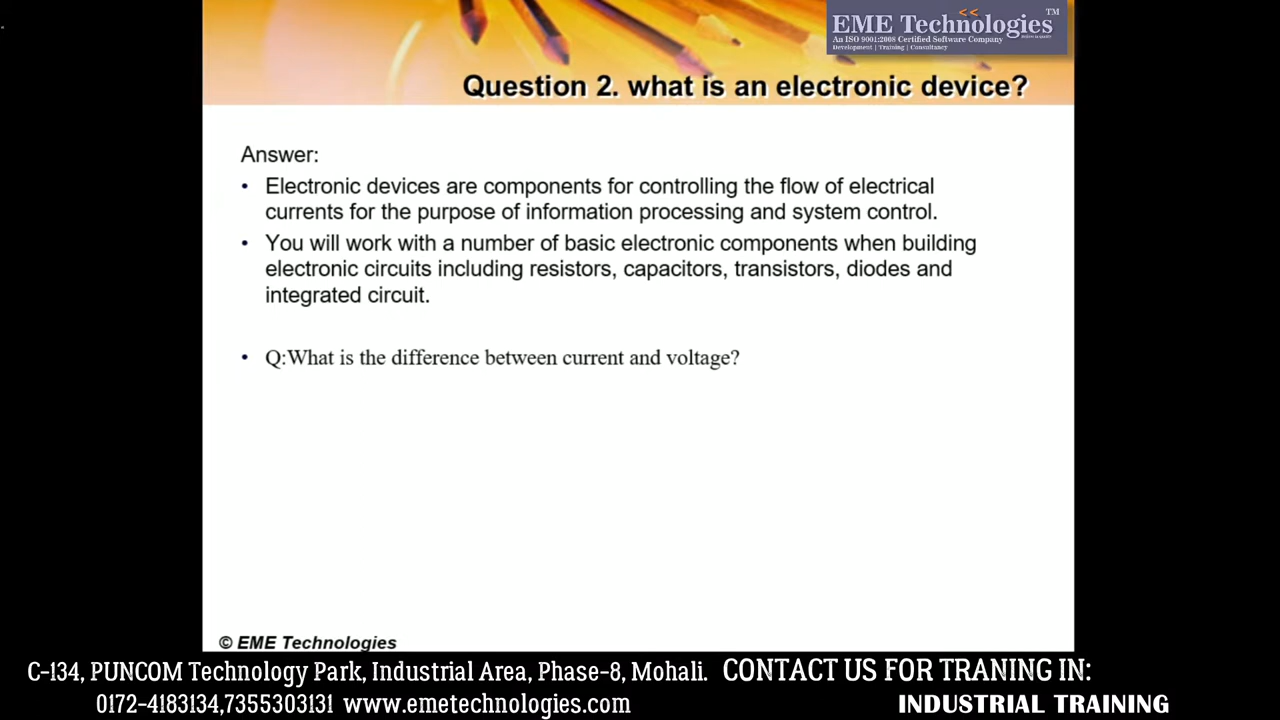 EME Technologies TM
An ISO 9001:2008 Certified Software Company
Development | Training | Consultancy
Question 2. what is an electronic device?
Answer:
• Electronic devices are components for controlling the flow of electrical
currents for the purpose of information processing and system control.
• You will work with a number of basic electronic components when building
electronic circuits including resistors, capacitors, transistors, diodes and
integrated circuit.
• Q:What is the difference between current and voltage?
© EME Technologies
C-134, PUNCOM Technology Park, Industrial Area, Phase-8, Mohali. CONTACT US FOR TRANING IN:
0172-4183134,7355303131 www.emetechnologies.com INDUSTRIAL TRAINING